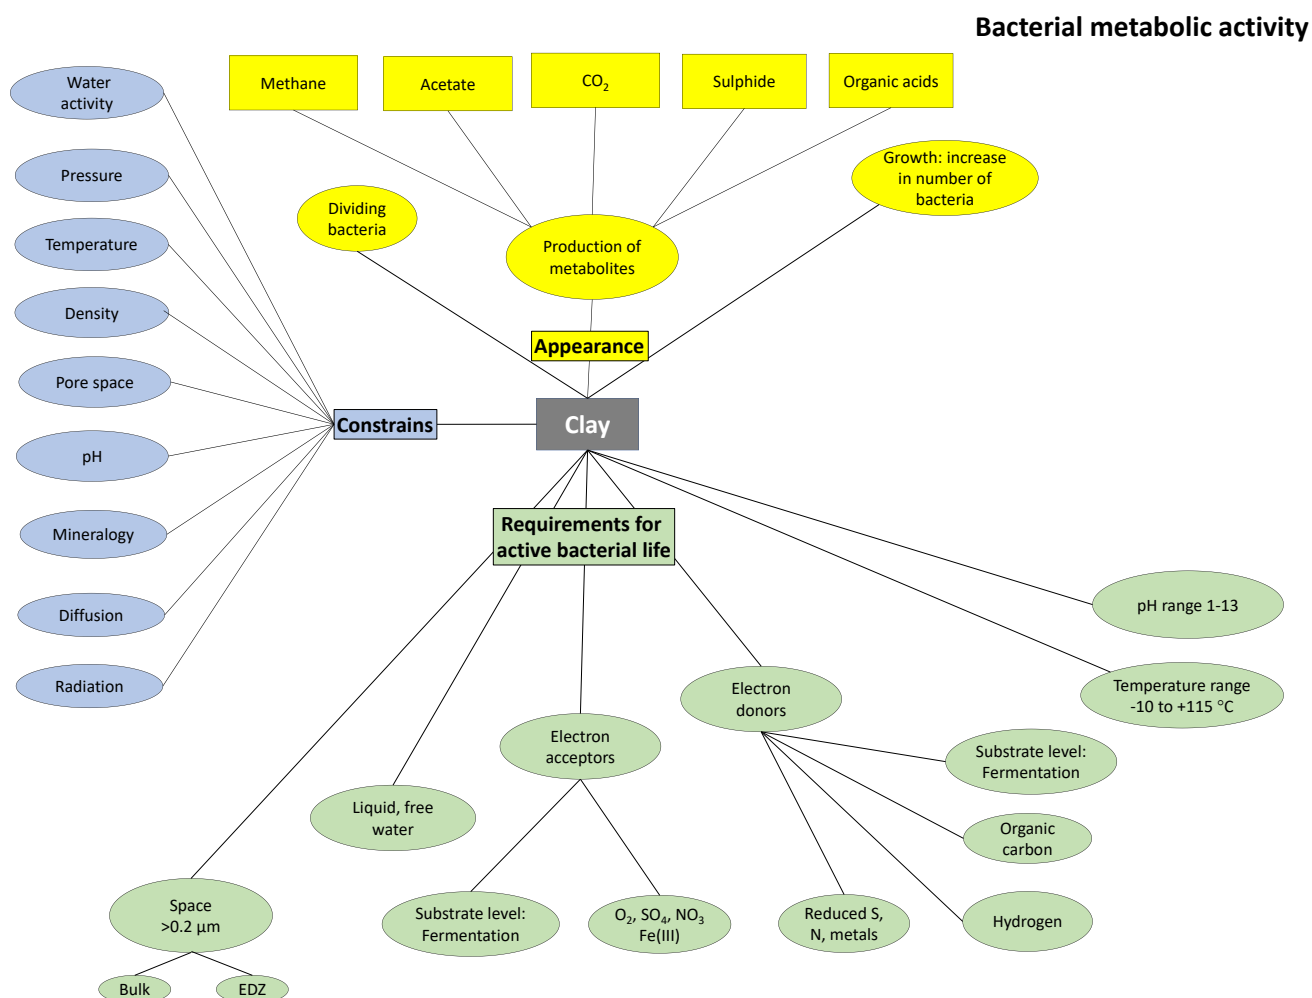 Bacterial metabolic activity
Water
activity
Pressure
Temperature
Density
Pore space
pH
Mineralogy
Diffusion
Radiation
Constrains
Methane
Acetate
CO₂
Sulphide
Organic acids
Dividing
bacteria
Production of
metabolites
Growth: increase
in number of
bacteria
Appearance
Clay
Requirements for
active bacterial life
pH range 1-13
Temperature range
-10 to +115 °C
Electron
donors
Substrate level:
Fermentation
Organic
carbon
Hydrogen
Reduced S,
N, metals
Electron
acceptors
Substrate level:
Fermentation
O₂, SO₄, NO₃
Fe(III)
Liquid, free
water
Space
>0.2 µm
Bulk
EDZ